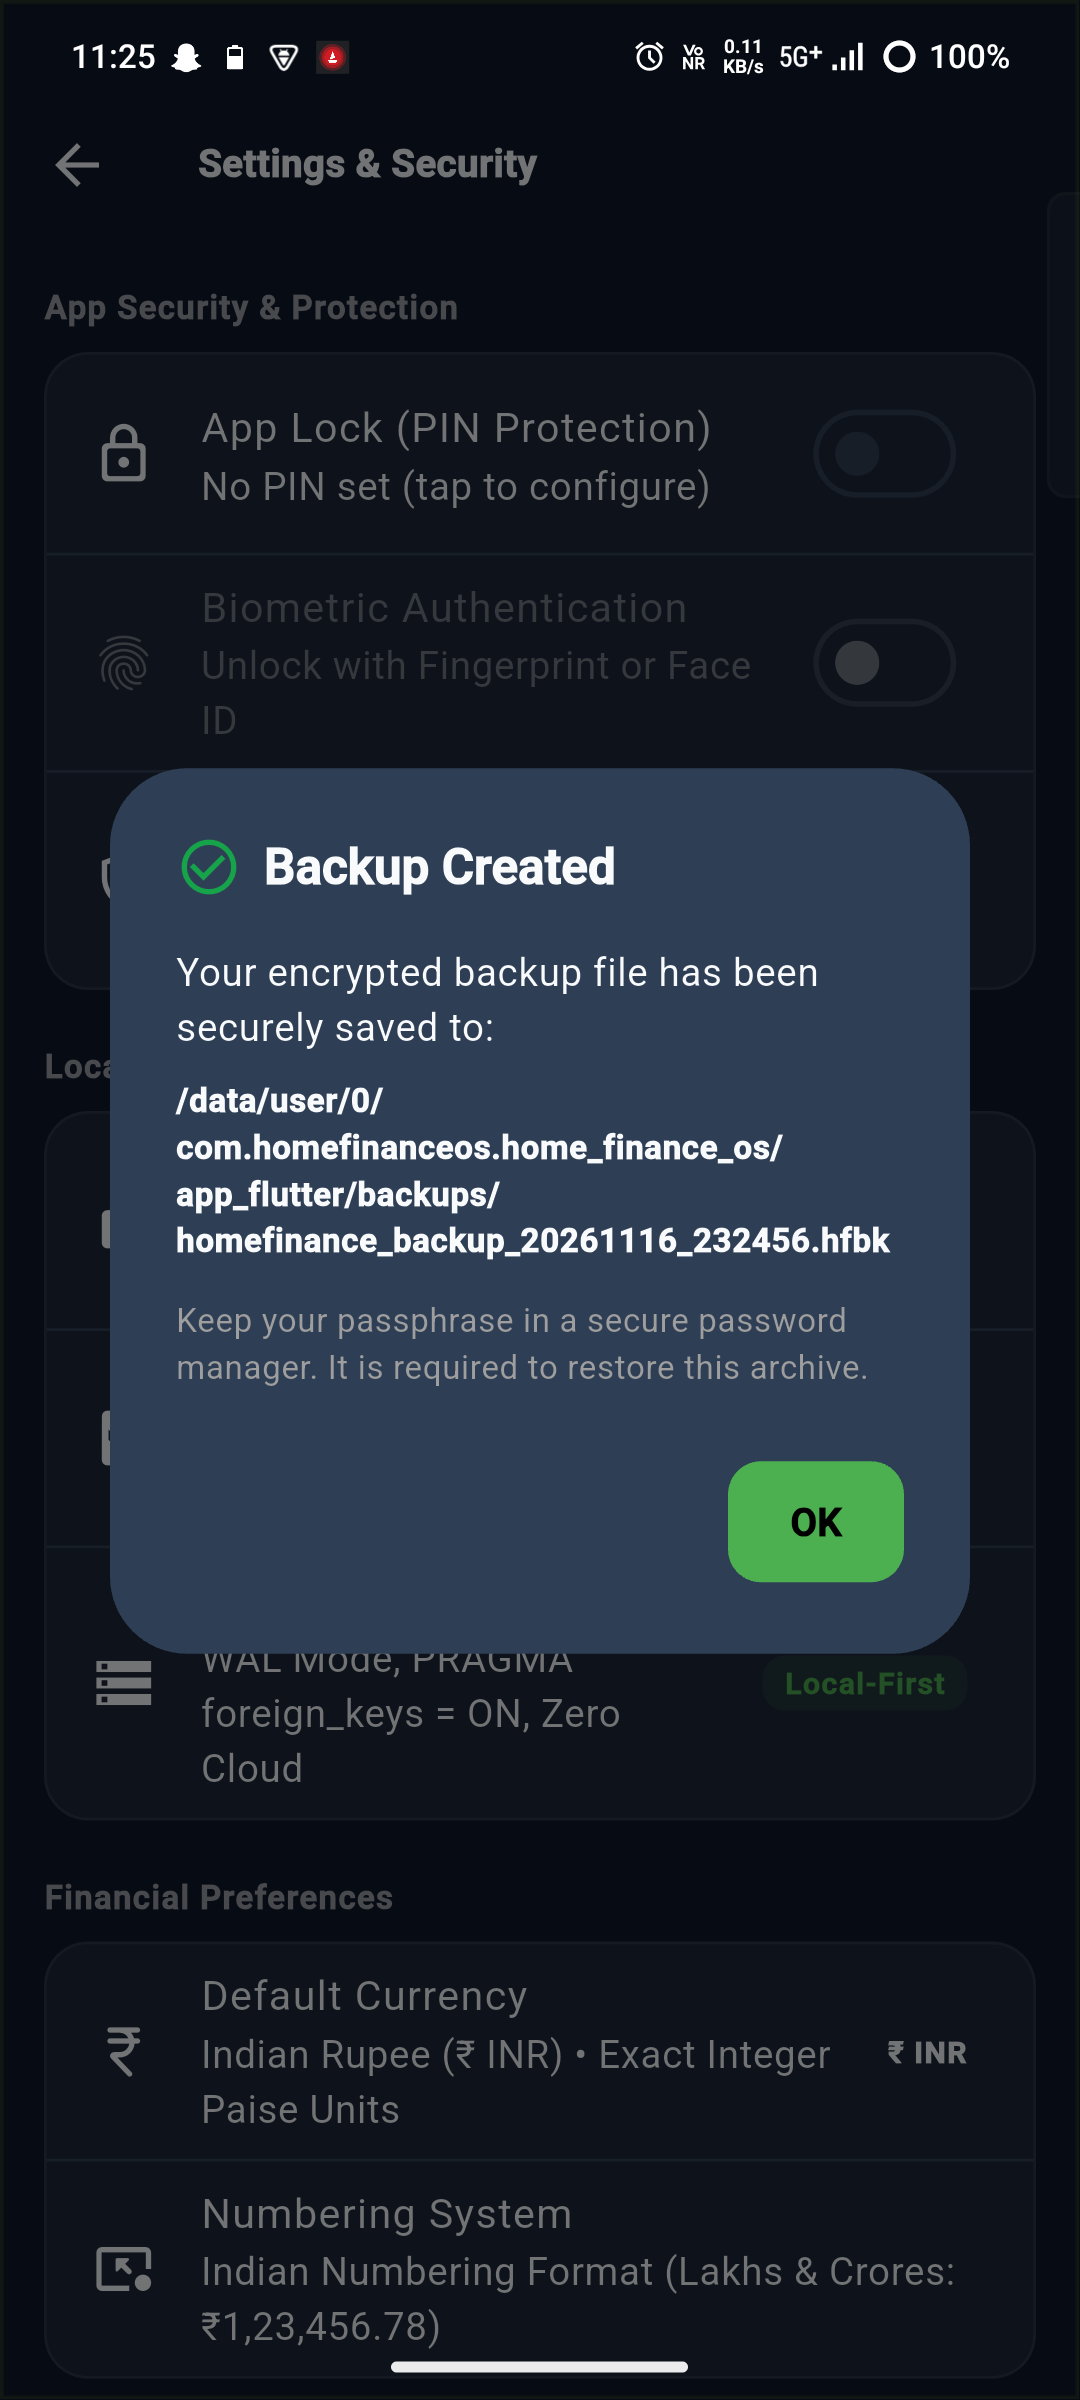 11:25
Vo
NR
0.11
KB/s
5G+
100%
Settings & Security
App Security & Protection
App Lock (PIN Protection)
No PIN set (tap to configure)
Biometric Authentication
Unlock with Fingerprint or Face
ID
Loca
Backup Created
Your encrypted backup file has been
securely saved to:
/data/user/0/
com.homefinanceos.home_finance_os/
app_flutter/backups/
homefinance_backup_20261116_232456.hfbk
Keep your passphrase in a secure password
manager. It is required to restore this archive.
OK
WAL Mode, PRAGMA
foreign_keys = ON, Zero
Cloud
Local-First
Financial Preferences
Default Currency
Indian Rupee (₹ INR) • Exact Integer
Paise Units
₹ INR
Numbering System
Indian Numbering Format (Lakhs & Crores:
₹1,23,456.78)